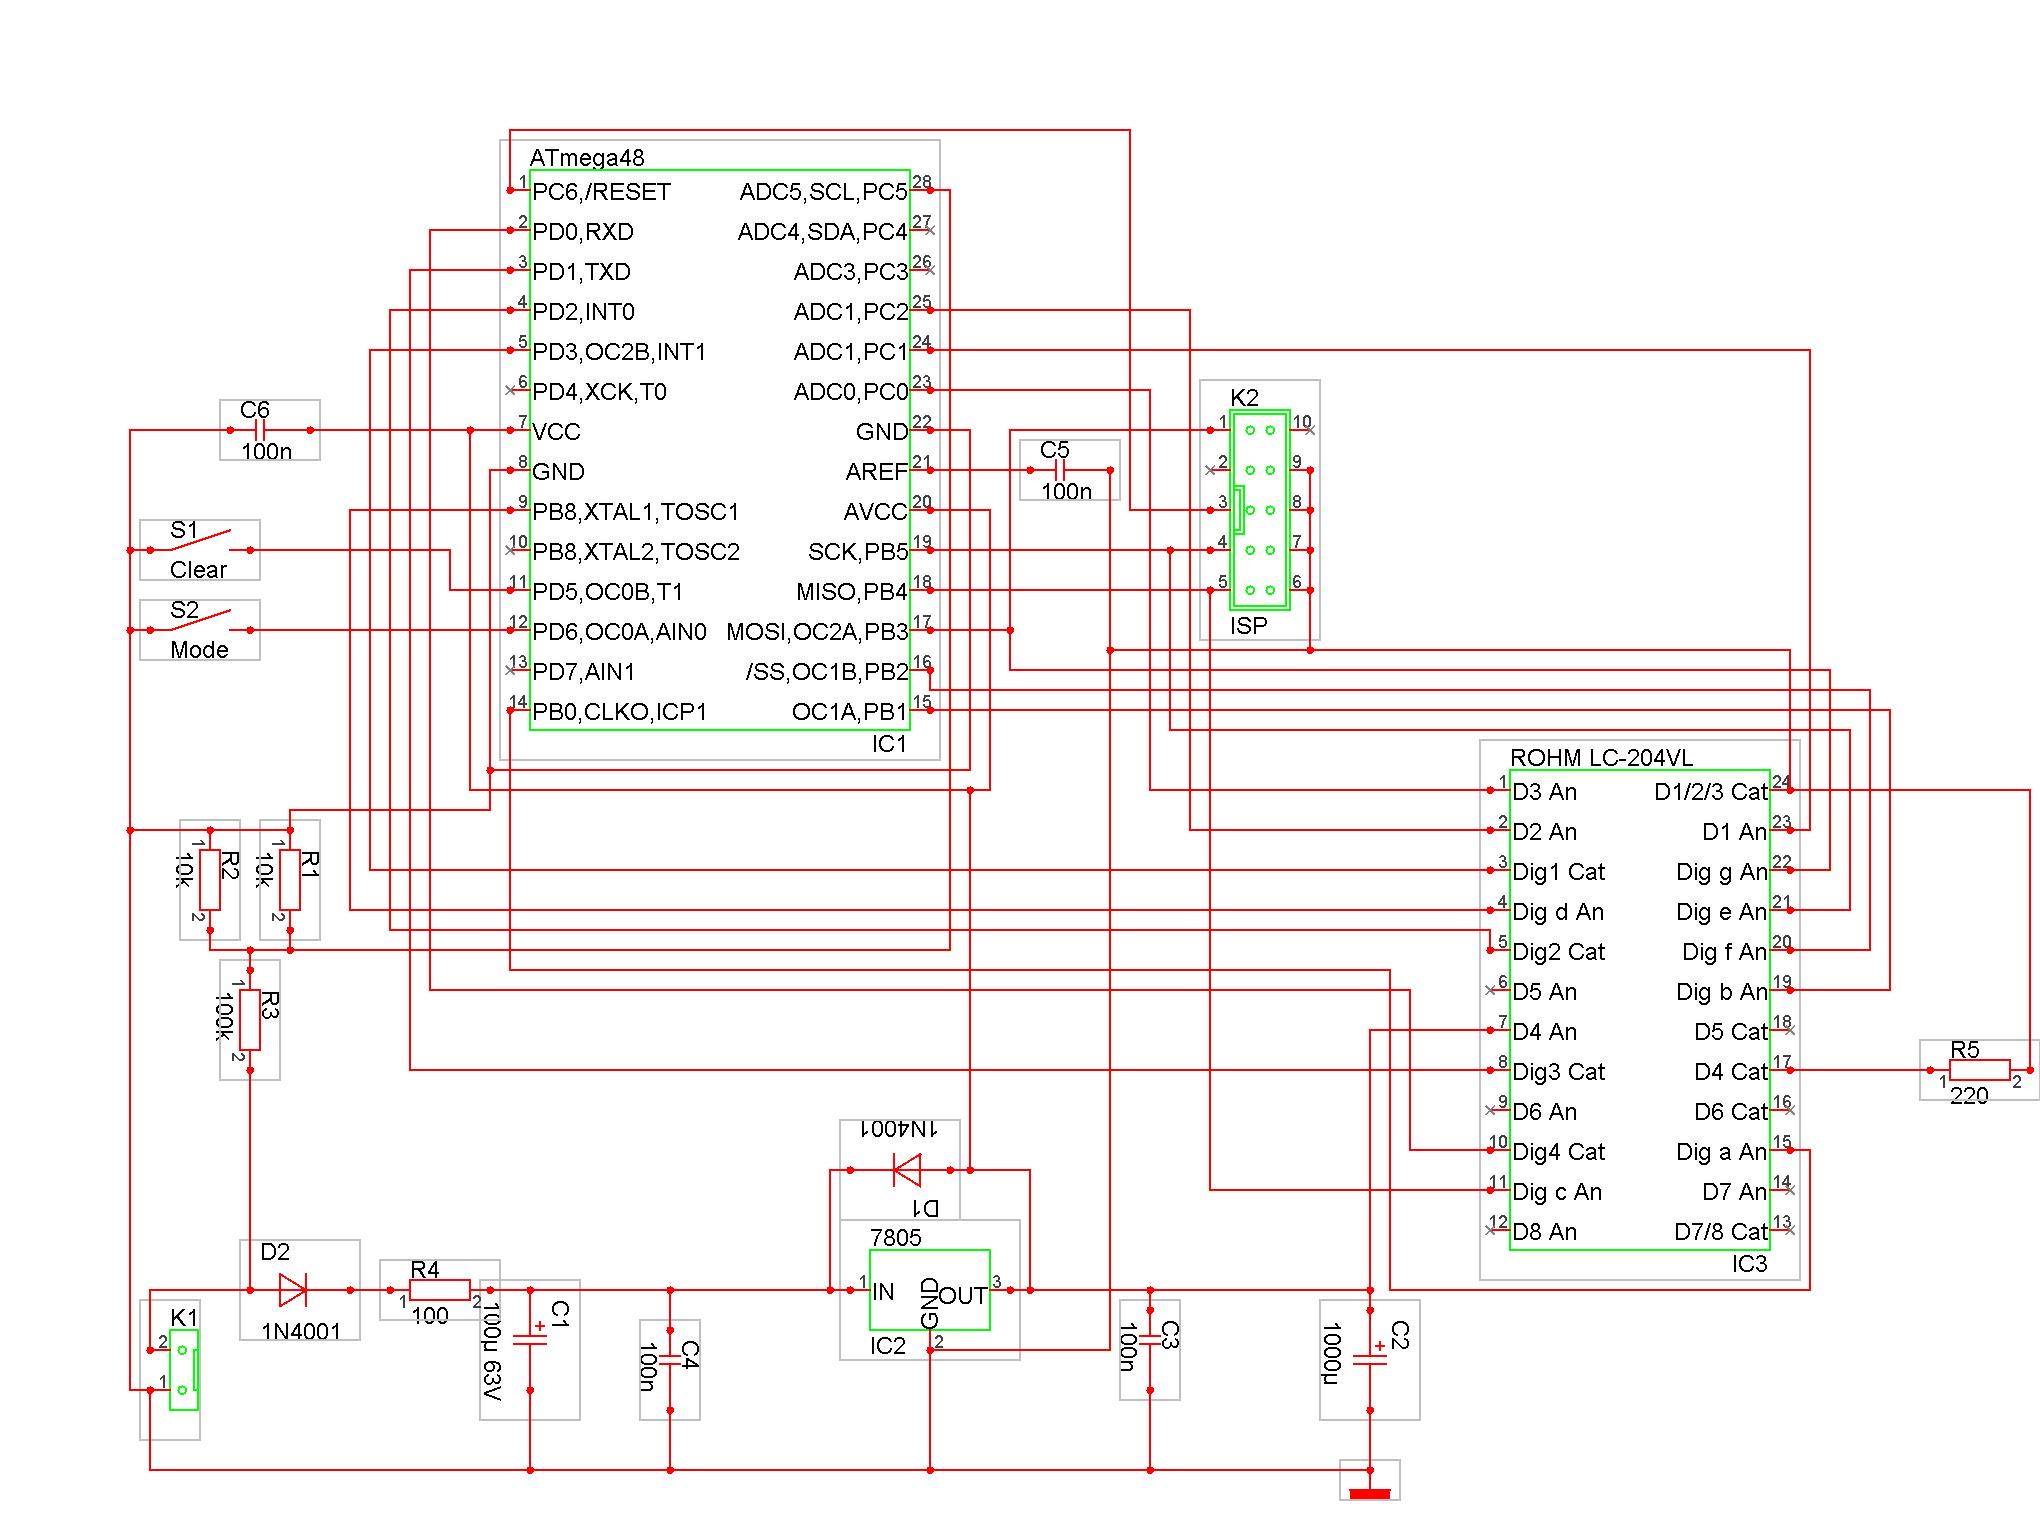 ATmega48
1 PC6,/RESET ADC5,SCL,PC5 28
2 PD0,RXD ADC4,SDA,PC4 27
3 PD1,TXD ADC3,PC3 26
4 PD2,INT0 ADC1,PC2 25
5 PD3,OC2B,INT1 ADC1,PC1 24
6 PD4,XCK,T0 ADC0,PC0 23
7 VCC GND 22
8 GND AREF 21
9 PB8,XTAL1,TOSC1 AVCC 20
10 PB8,XTAL2,TOSC2 SCK,PB5 19
11 PD5,OC0B,T1 MISO,PB4 18
12 PD6,OC0A,AIN0 MOSI,OC2A,PB3 17
13 PD7,AIN1 /SS,OC1B,PB2 16
14 PB0,CLKO,ICP1 OC1A,PB1 15
IC1
C6
100n
S1
Clear
S2
Mode
C5
100n
K2
1 10
2 9
3 8
4 7
5 6
ISP
ROHM LC-204VL
1 D3 An D1/2/3 Cat 24
2 D2 An D1 An 23
3 Dig1 Cat Dig g An 22
4 Dig d An Dig e An 21
5 Dig2 Cat Dig f An 20
6 D5 An Dig b An 19
7 D4 An D5 Cat 18
8 Dig3 Cat D4 Cat 17
9 D6 An D6 Cat 16
10 Dig4 Cat Dig a An 15
11 Dig c An D7 An 14
12 D8 An D7/8 Cat 13
IC3
R2
10k
1
2
R1
10k
1
2
R3
100k
1
2
R5
1 2
220
1N4001
D1
7805
1 IN GND OUT 3
2
IC2
D2
1N4001
R4
1 2
100
K1
2
1
C1
100µ 63V
C4
100n
C3
100n
C2
1000µ